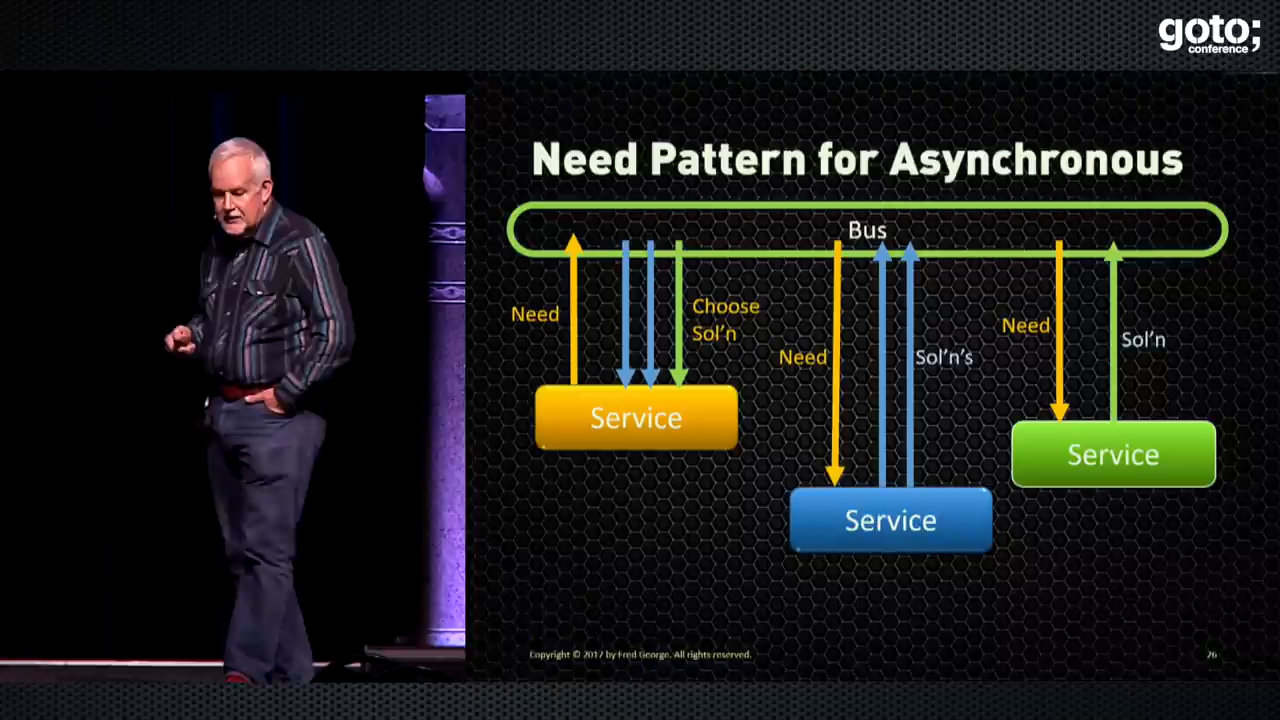 goto;
conference
Need Pattern for Asynchronous
Bus
Need
Choose
Sol'n
Need
Sol'n's
Need
Sol'n
Service
Service
Service
Copyright © 2017 by Fred George. All rights reserved.
26